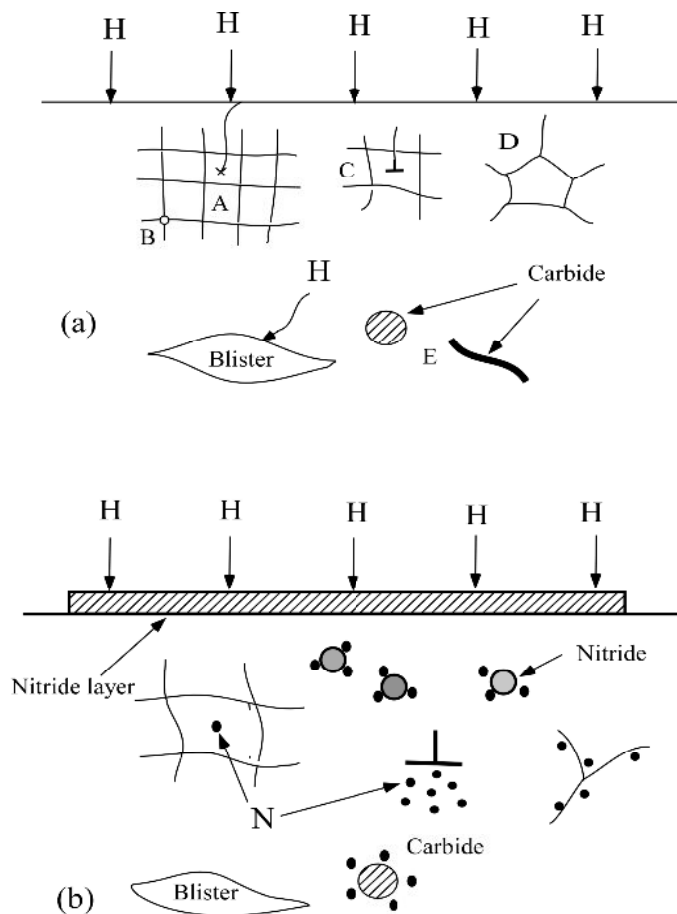 H H H H H
D
C
A
B
H
Carbide
(a)
Blister
E
H H H H H
Nitride
Nitride layer
N
Carbide
Blister
(b)